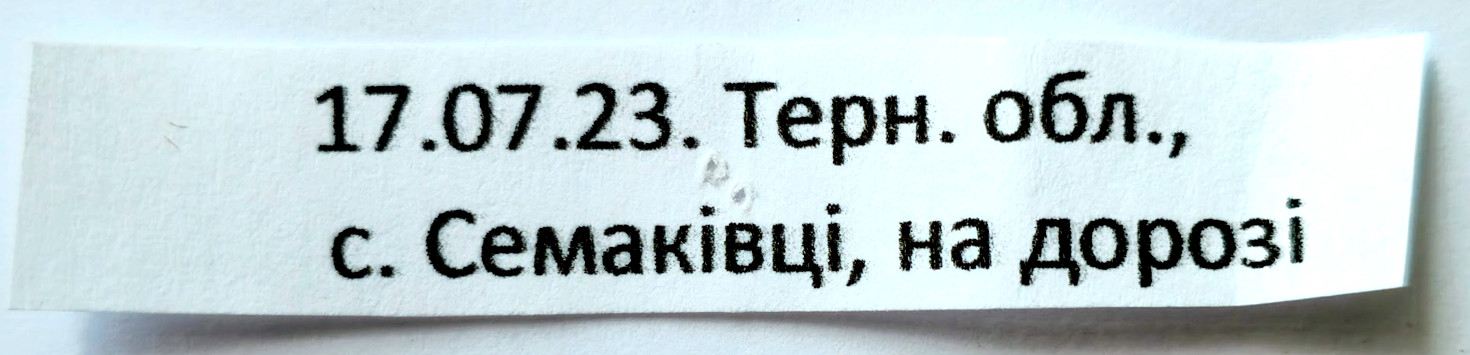 17.07.23. Терн. обл.,
с. Семаківці, на дорозі